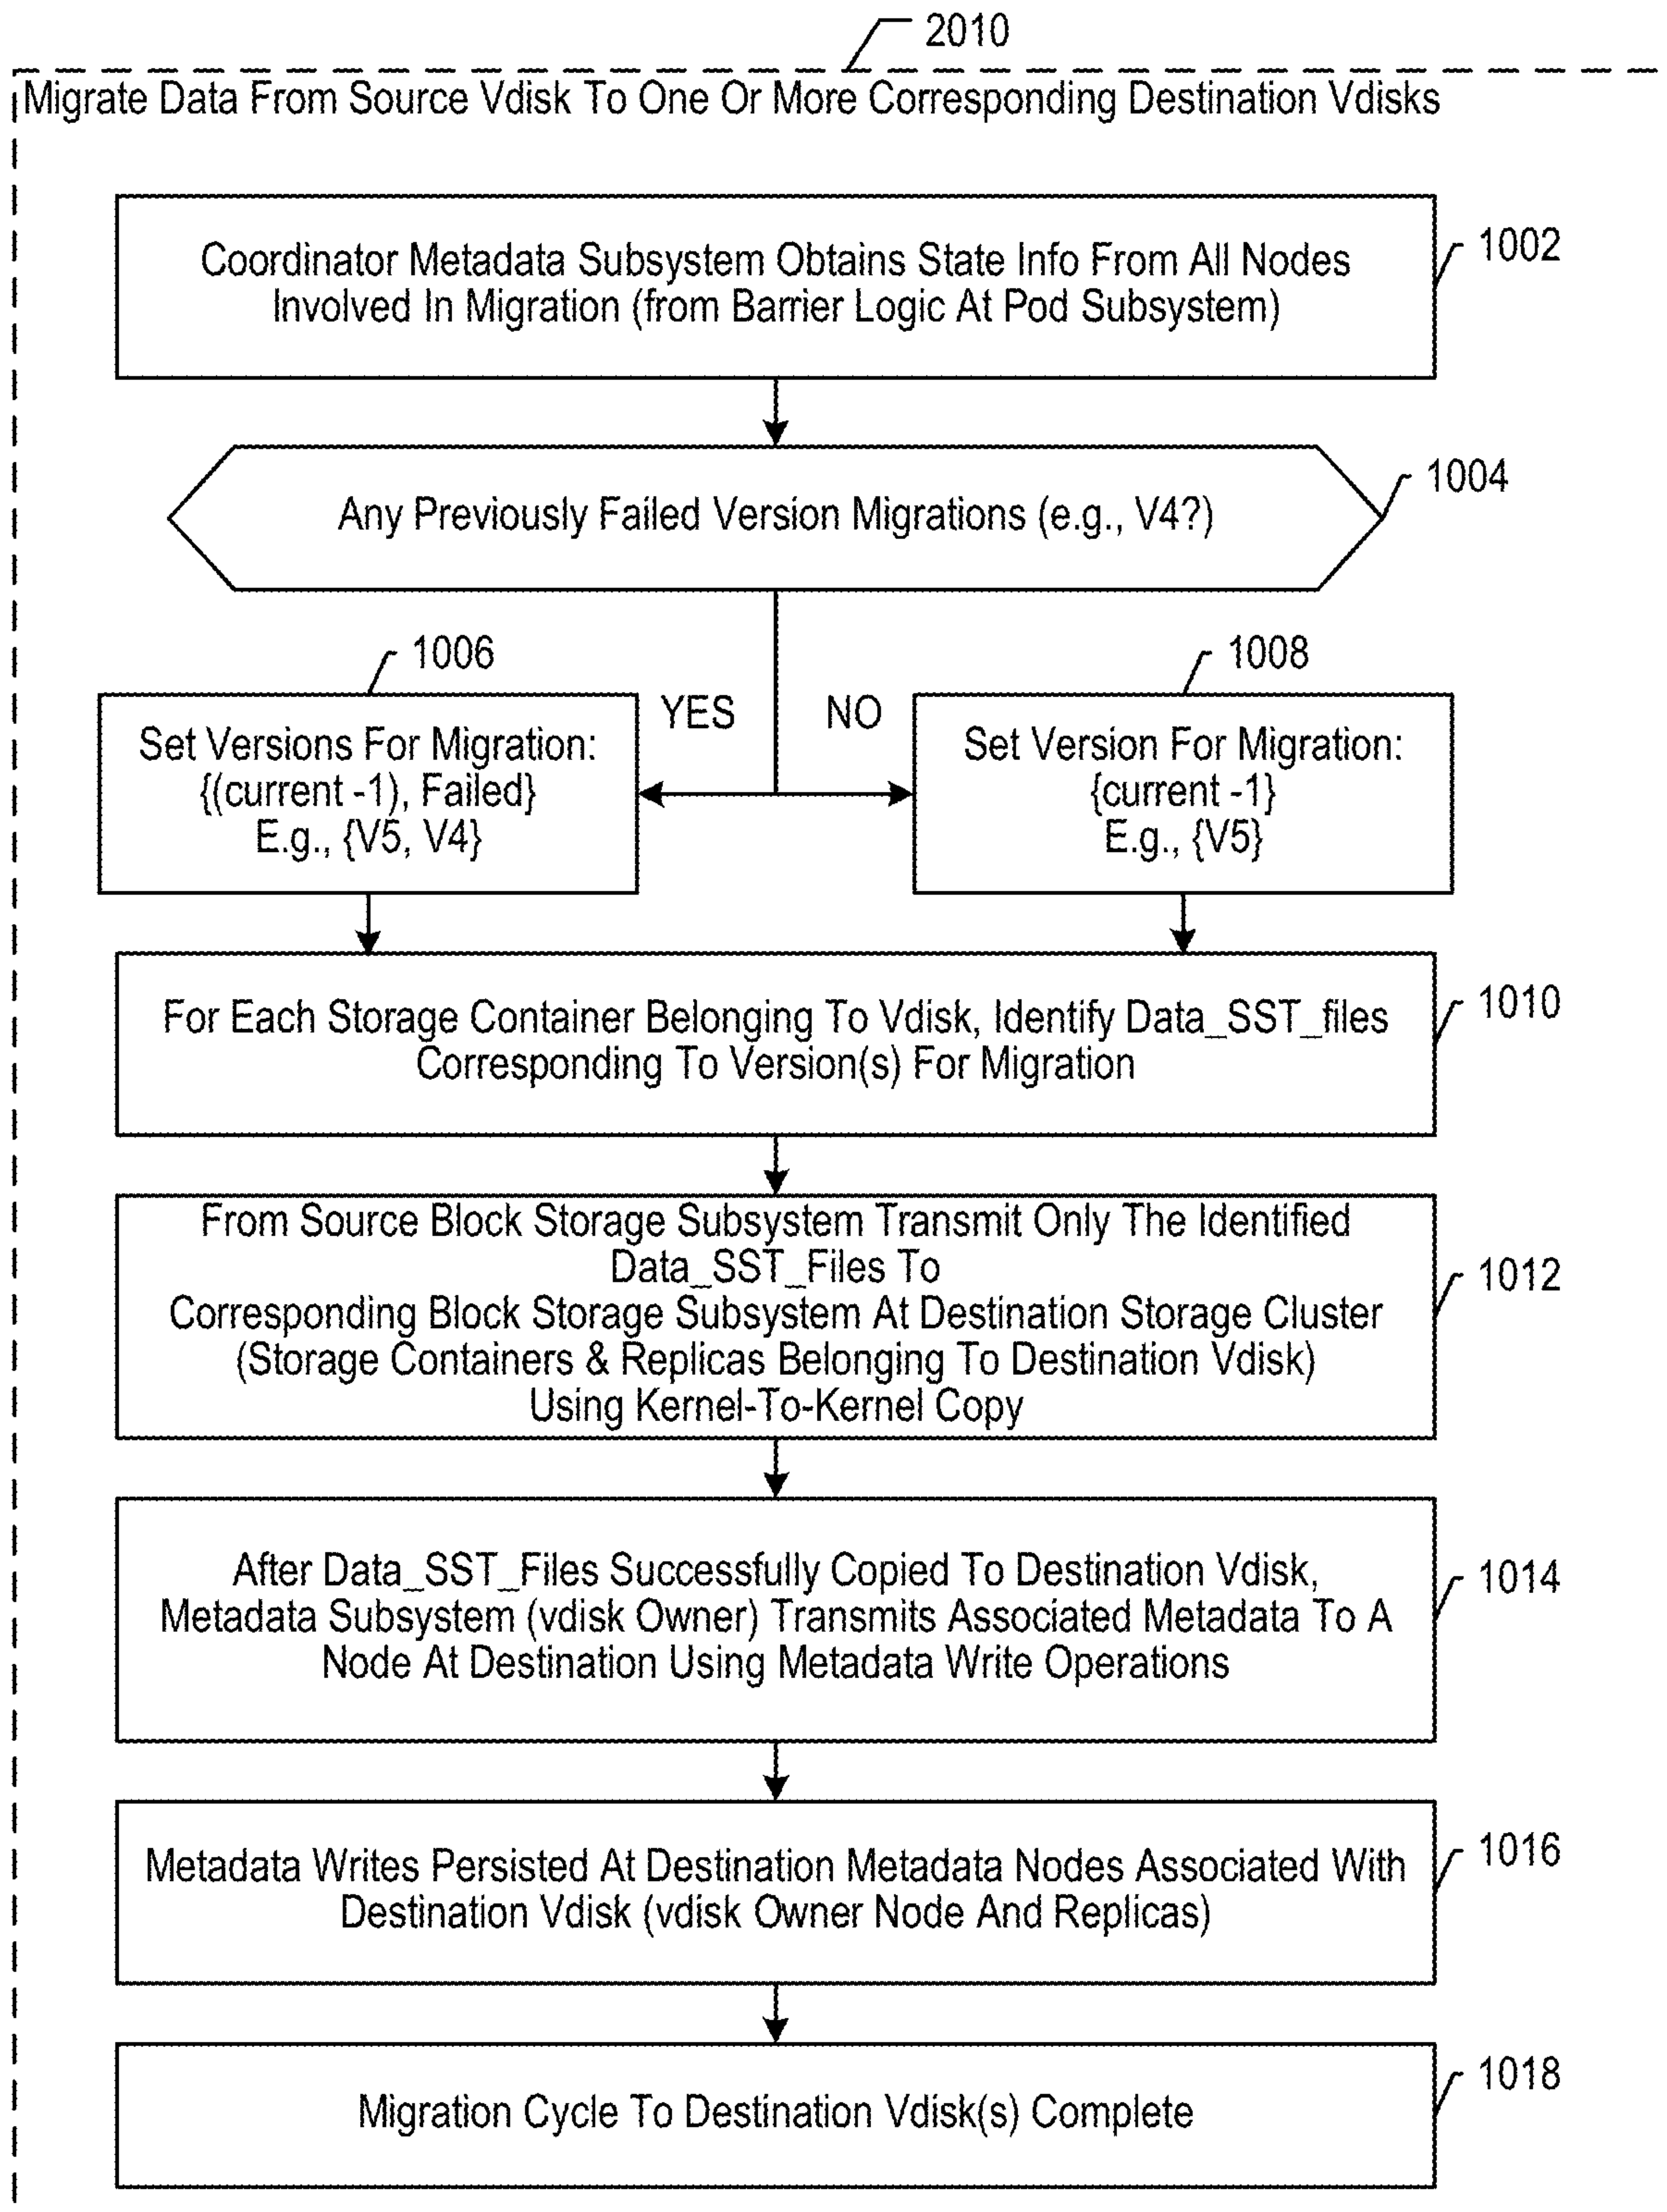 2010
Migrate Data From Source Vdisk To One Or More Corresponding Destination Vdisks
Coordinator Metadata Subsystem Obtains State Info From All Nodes
Involved In Migration (from Barrier Logic At Pod Subsystem)
1002
Any Previously Failed Version Migrations (e.g., V4?)
1004
1006
1008
YES
NO
Set Versions For Migration:
{(current -1), Failed}
E.g., {V5, V4}
Set Version For Migration:
{current -1}
E.g., {V5}
For Each Storage Container Belonging To Vdisk, Identify Data_SST_files
Corresponding To Version(s) For Migration
1010
From Source Block Storage Subsystem Transmit Only The Identified
Data_SST_Files To
Corresponding Block Storage Subsystem At Destination Storage Cluster
(Storage Containers & Replicas Belonging To Destination Vdisk)
Using Kernel-To-Kernel Copy
1012
After Data_SST_Files Successfully Copied To Destination Vdisk,
Metadata Subsystem (vdisk Owner) Transmits Associated Metadata To A
Node At Destination Using Metadata Write Operations
1014
Metadata Writes Persisted At Destination Metadata Nodes Associated With
Destination Vdisk (vdisk Owner Node And Replicas)
1016
Migration Cycle To Destination Vdisk(s) Complete
1018